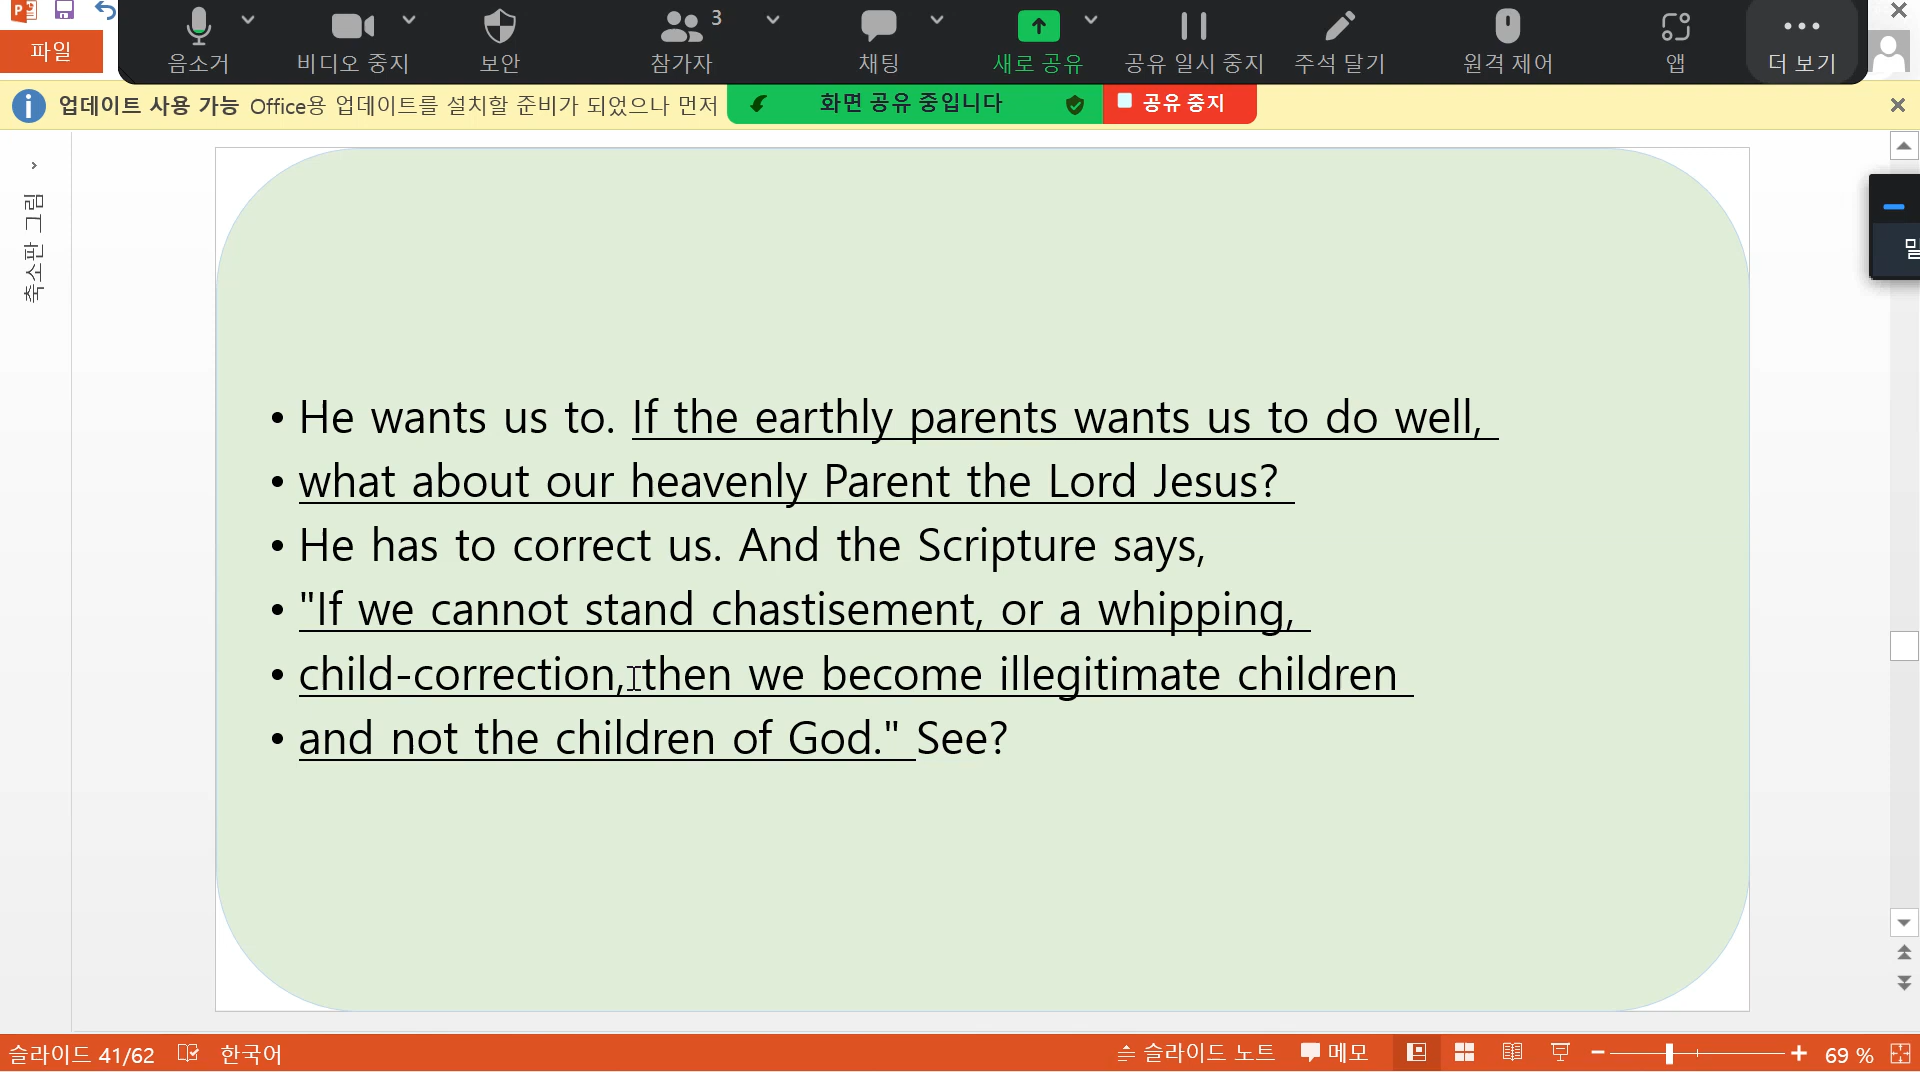 파일
음소거
비디오 중지
보안
참가자
3
채팅
새로 공유
공유 일시 중지
주석 달기
원격 제어
앱
더 보기
업데이트 사용 가능 Office용 업데이트를 설치할 준비가 되었으나 먼저
화면 공유 중입니다
공유 중지
축소판 그림
• He wants us to. If the earthly parents wants us to do well,
• what about our heavenly Parent the Lord Jesus?
• He has to correct us. And the Scripture says,
• "If we cannot stand chastisement, or a whipping,
• child-correction, then we become illegitimate children
• and not the children of God." See?
슬라이드 41/62
한국어
슬라이드 노트
메모
69 %